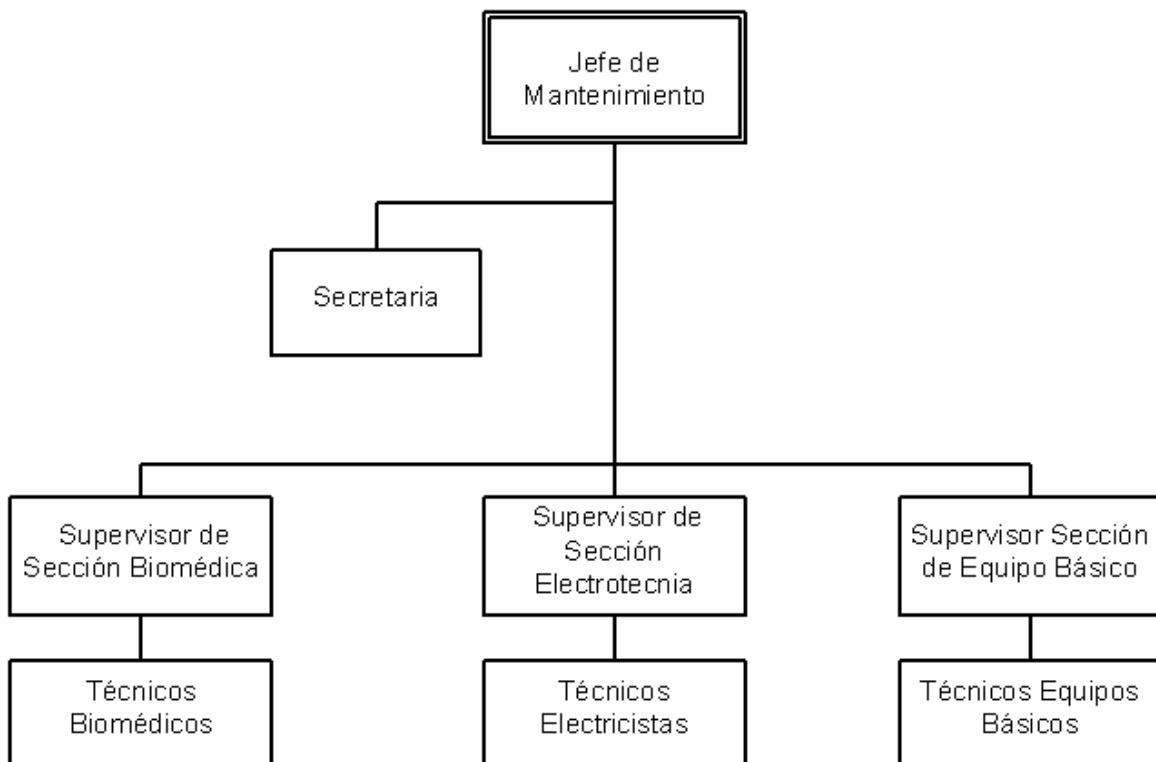 Jefe de
Mantenimiento
Secretaria
Supervisor de
Sección Biomédica
Supervisor de
Sección
Electrotecnia
Supervisor Sección
de Equipo Básico
Técnicos
Biomédicos
Técnicos
Electricistas
Técnicos Equipos
Básicos